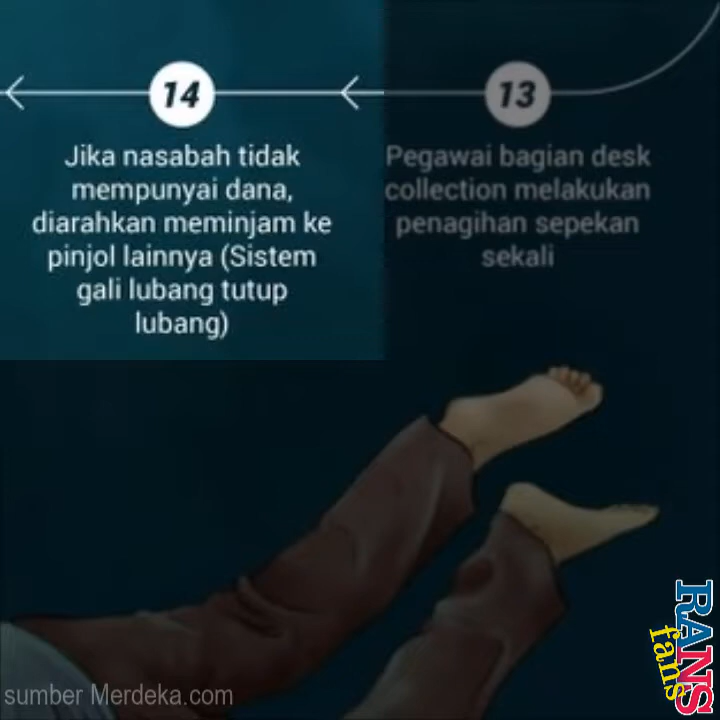 14
Jika nasabah tidak
mempunyai dana,
diarahkan meminjam ke
pinjol lainnya (Sistem
gali lubang tutup
lubang)
13
Pegawai bagian desk
collection melakukan
penagihan sepekan
sekali
RANS
fans
sumber Merdeka.com